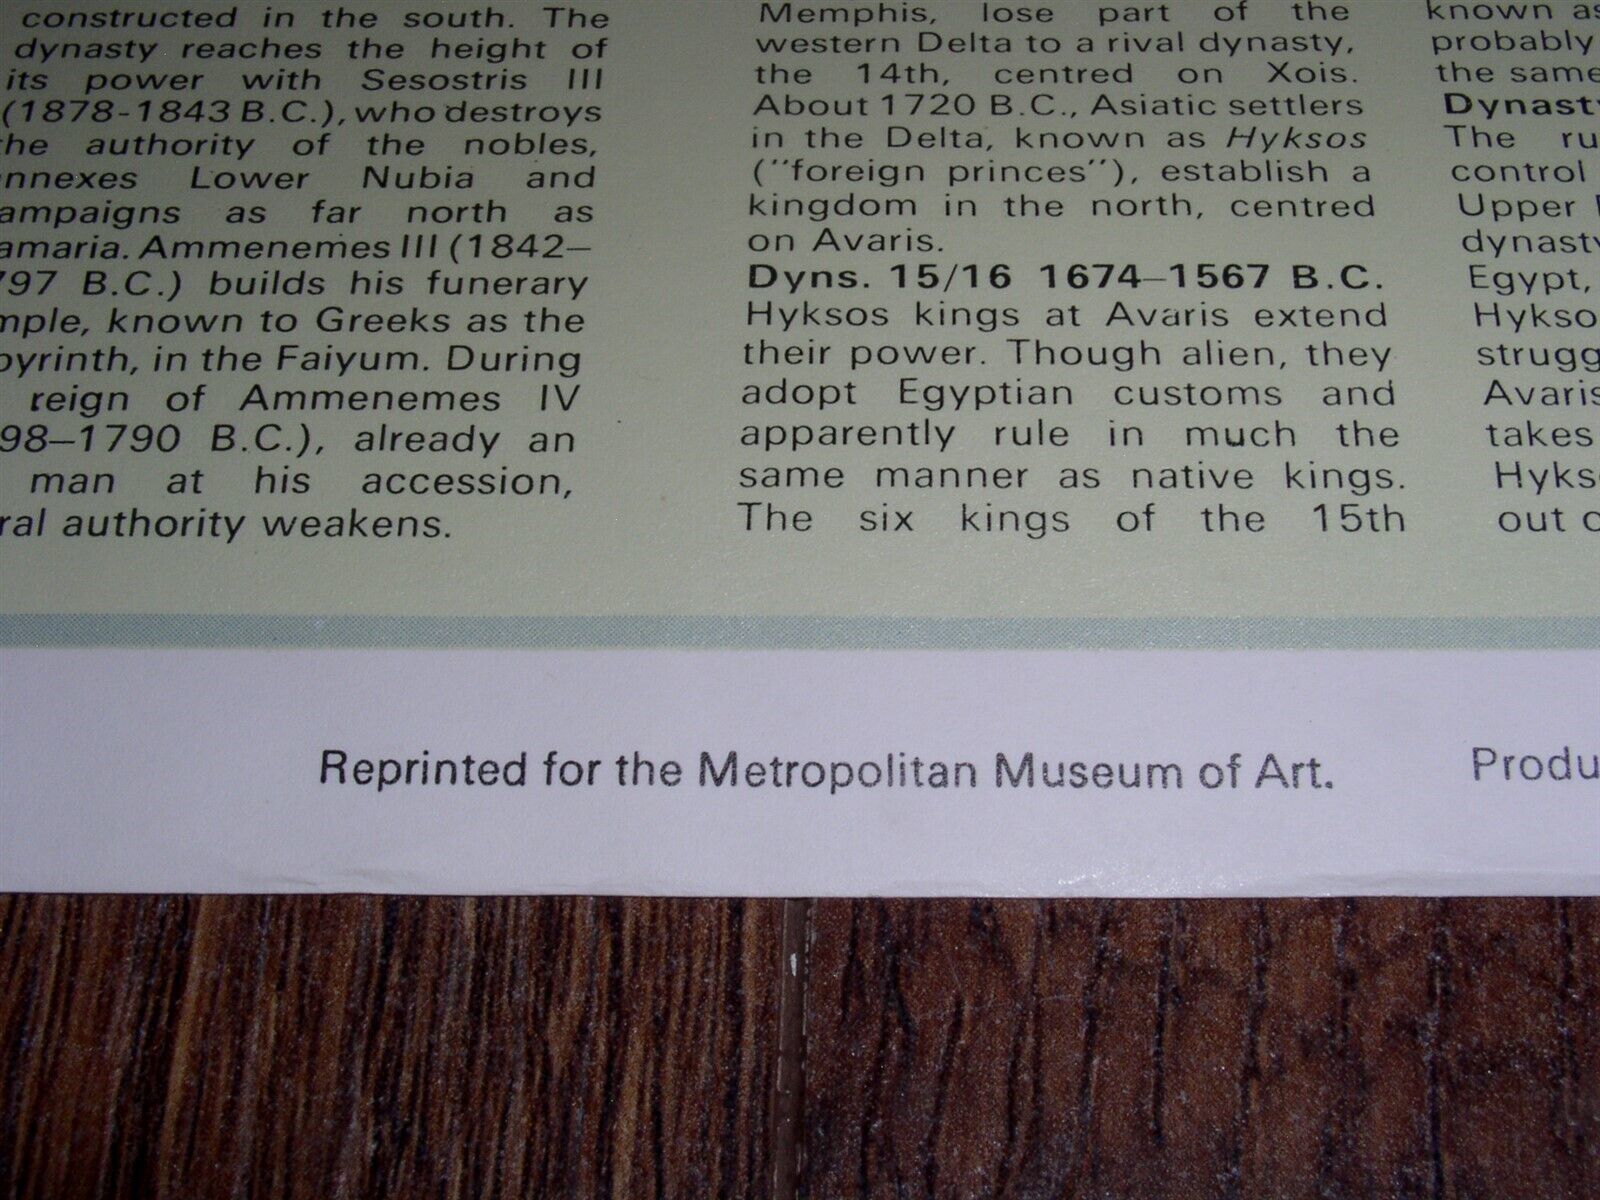 constructed in the south. The
dynasty reaches the height of
its power with Sesostris III
(1878-1843 B.C.), who destroys
the authority of the nobles,
annexes Lower Nubia and
campaigns as far north as
amaria. Ammenemes III (1842–
797 B.C.) builds his funerary
mple, known to Greeks as the
byrinth, in the Faiyum. During
reign of Ammenemes IV
98–1790 B.C.), already an
man at his accession,
ral authority weakens.
Memphis, lose part of the
western Delta to a rival dynasty,
the 14th, centred on Xois.
About 1720 B.C., Asiatic settlers
in the Delta, known as Hyksos
("foreign princes"), establish a
kingdom in the north, centred
on Avaris.
Dyns. 15/16 1674–1567 B.C.
Hyksos kings at Avaris extend
their power. Though alien, they
adopt Egyptian customs and
apparently rule in much the
same manner as native kings.
The six kings of the 15th
known as
probably
the same
Dynasty
The ru
control
Upper
dynasty
Egypt,
Hykso
strugg
Avaris
takes
Hyks
out o
Reprinted for the Metropolitan Museum of Art.
Produ